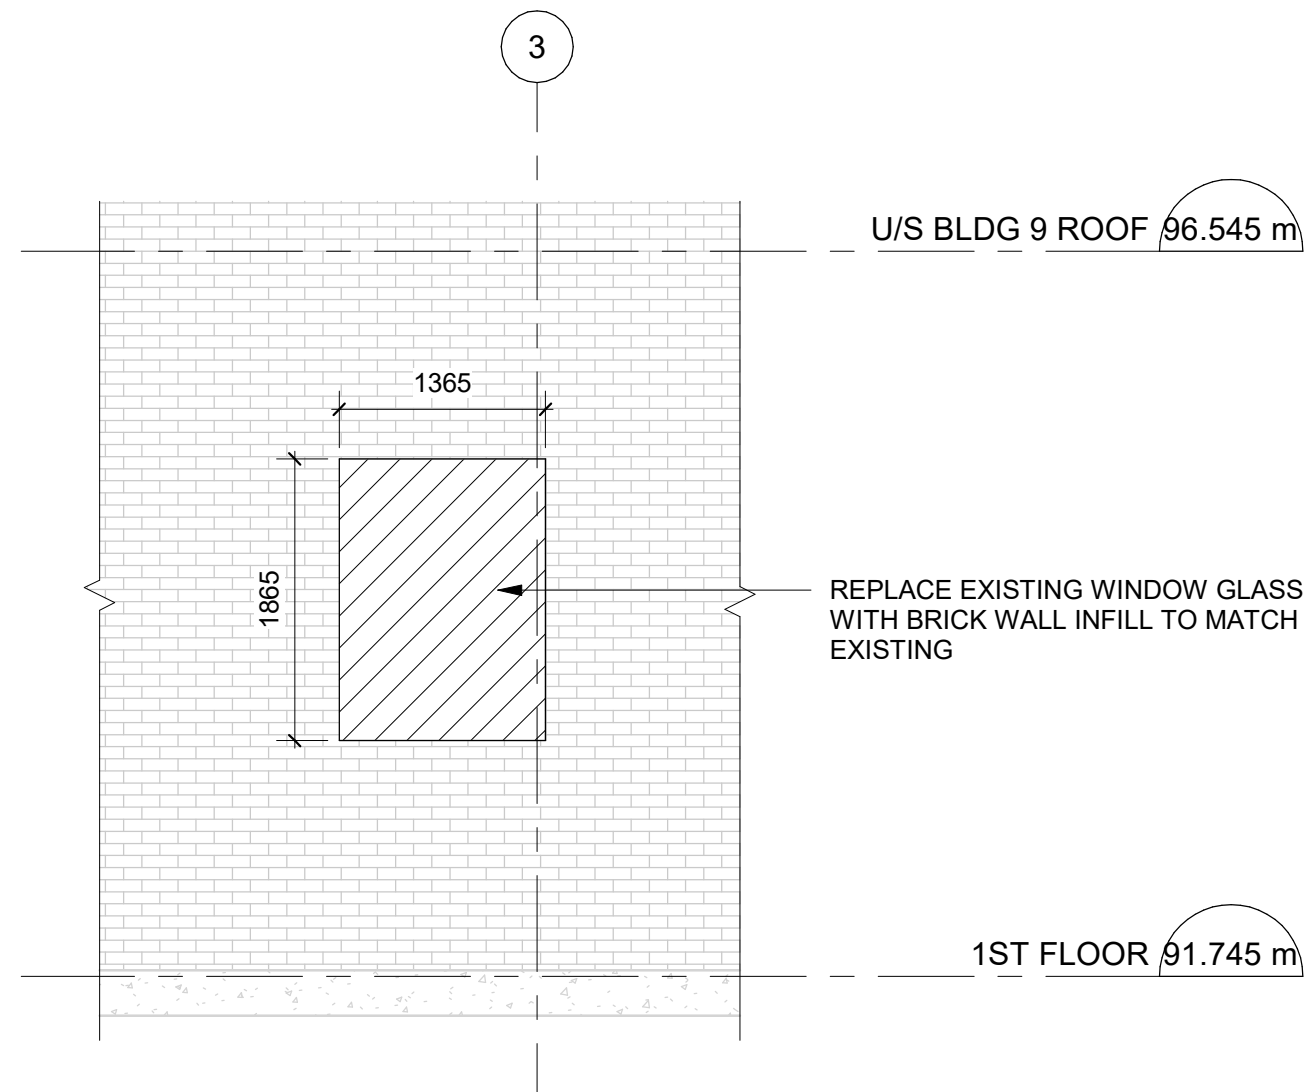 3
U/S BLDG 9 ROOF 96.545 m
1365
1865
REPLACE EXISTING WINDOW GLASS
WITH BRICK WALL INFILL TO MATCH
EXISTING
1ST FLOOR 91.745 m